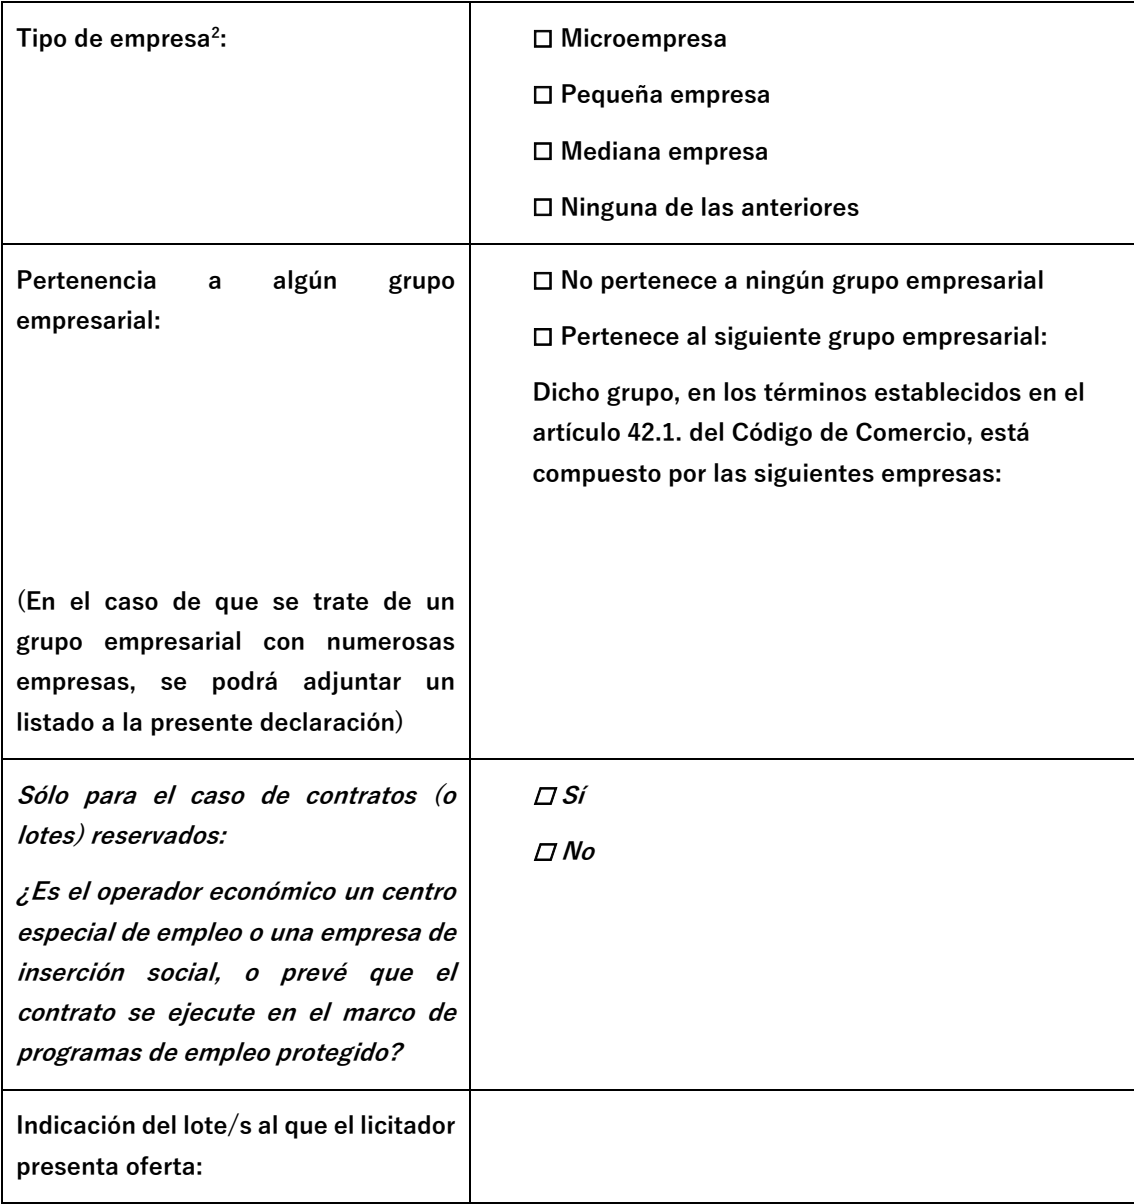 Tipo de empresa²:
☐ Microempresa
☐ Pequeña empresa
☐ Mediana empresa
☐ Ninguna de las anteriores
Pertenencia a algún grupo
empresarial:
(En el caso de que se trate de un
grupo empresarial con numerosas
empresas, se podrá adjuntar un
listado a la presente declaración)
☐ No pertenece a ningún grupo empresarial
☐ Pertenece al siguiente grupo empresarial:
Dicho grupo, en los términos establecidos en el
artículo 42.1. del Código de Comercio, está
compuesto por las siguientes empresas:
Sólo para el caso de contratos (o
lotes) reservados:
¿Es el operador económico un centro
especial de empleo o una empresa de
inserción social, o prevé que el
contrato se ejecute en el marco de
programas de empleo protegido?
☐ Sí
☐ No
Indicación del lote/s al que el licitador
presenta oferta: